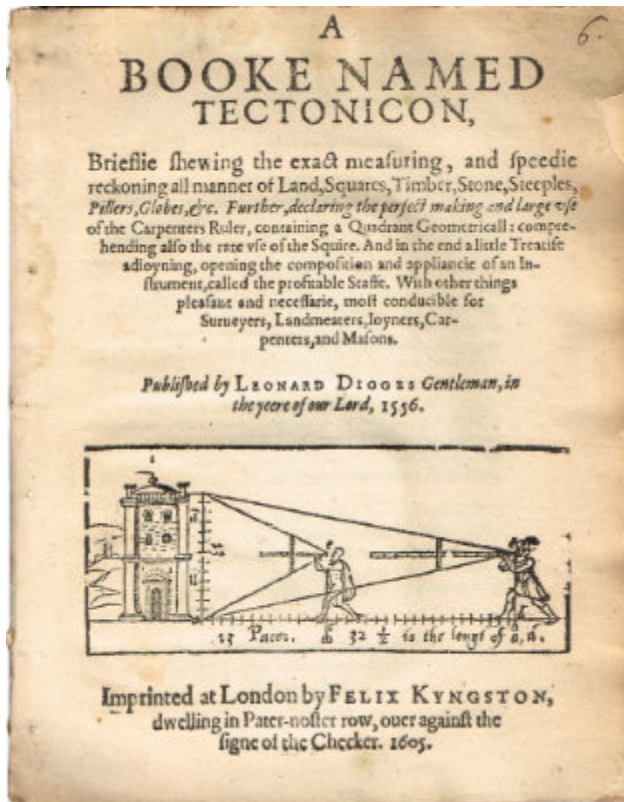 6.
A
BOOKE NAMED
TECTONICON,
Brieflie ſhewing the exact meaſuring, and ſpeedie
reckoning all manner of Land, Squares, Timber, Stone, Steeples,
Pillers, Globes, &c. Further, declaring the perfect making and large vſe
of the Carpenters Ruler, containing a Quadrant Geometricall: compre-
hending alſo the rare vſe of the Squire. And in the end a little Treatiſe
adioyning, opening the compoſition and appliancie of an In-
ſtrument, called the profitable Staffe. With other things
pleaſant and neceſſarie, moſt conducible for
Surueyers, Landmeaters, Ioyners, Car-
penters, and Maſons.
Publiſhed by LEONARD DIGGES Gentleman, in
the yeere of our Lord, 1556.
23 Paces. 32 ½ is the lengt of
Imprinted at London by FELIX KYNGSTON,
dwelling in Pater-noſter row, ouer againſt the
ſigne of the Checker. 1605.